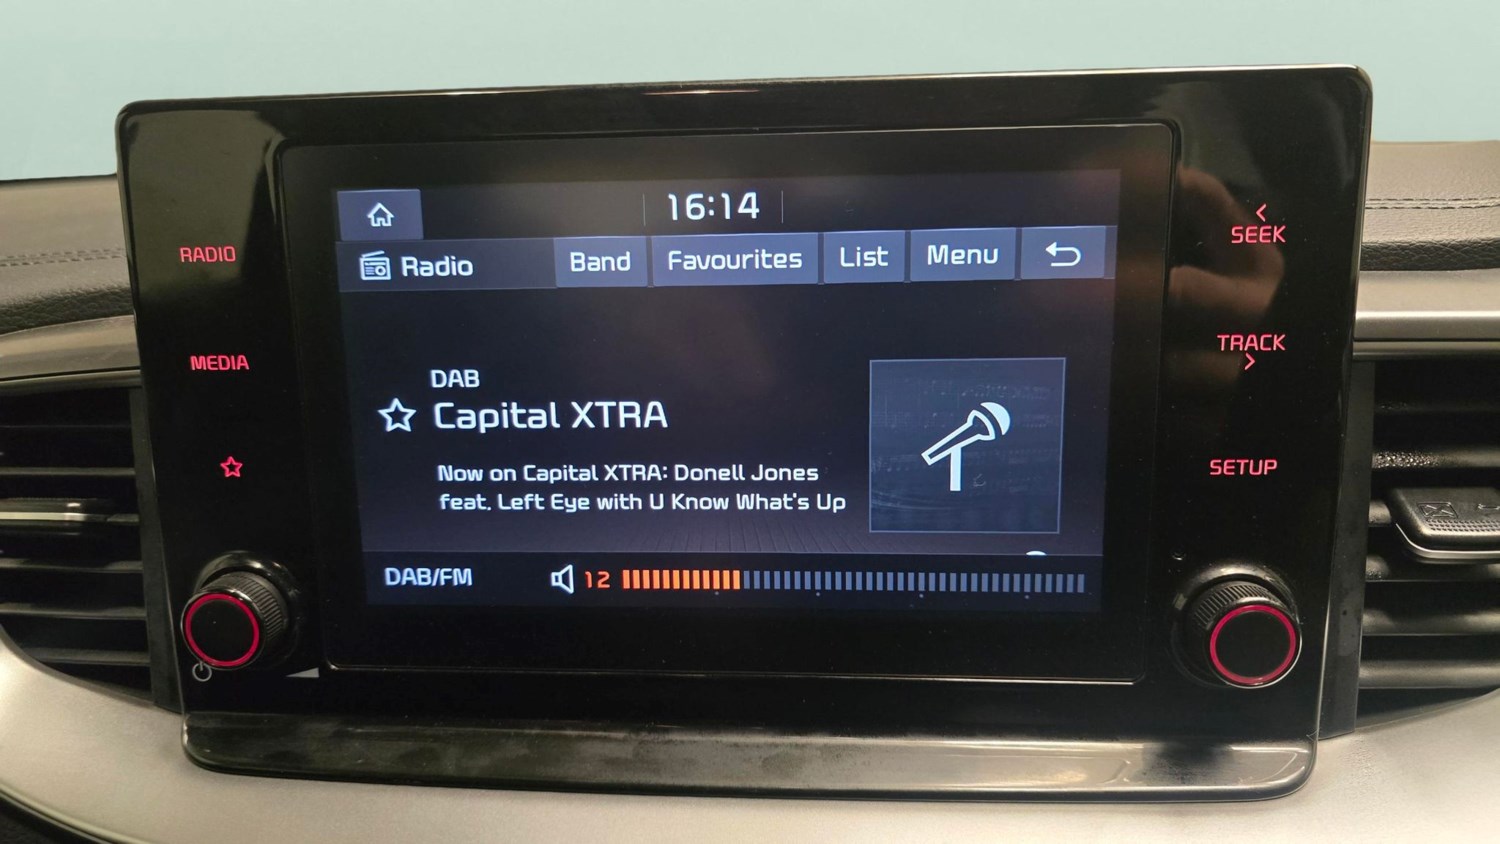 16:14
Radio Band Favourites List Menu
RADIO
MEDIA
SEEK
TRACK
SETUP
DAB
Capital XTRA
Now on Capital XTRA: Donell Jones
feat. Left Eye with U Know What's Up
DAB/FM 12